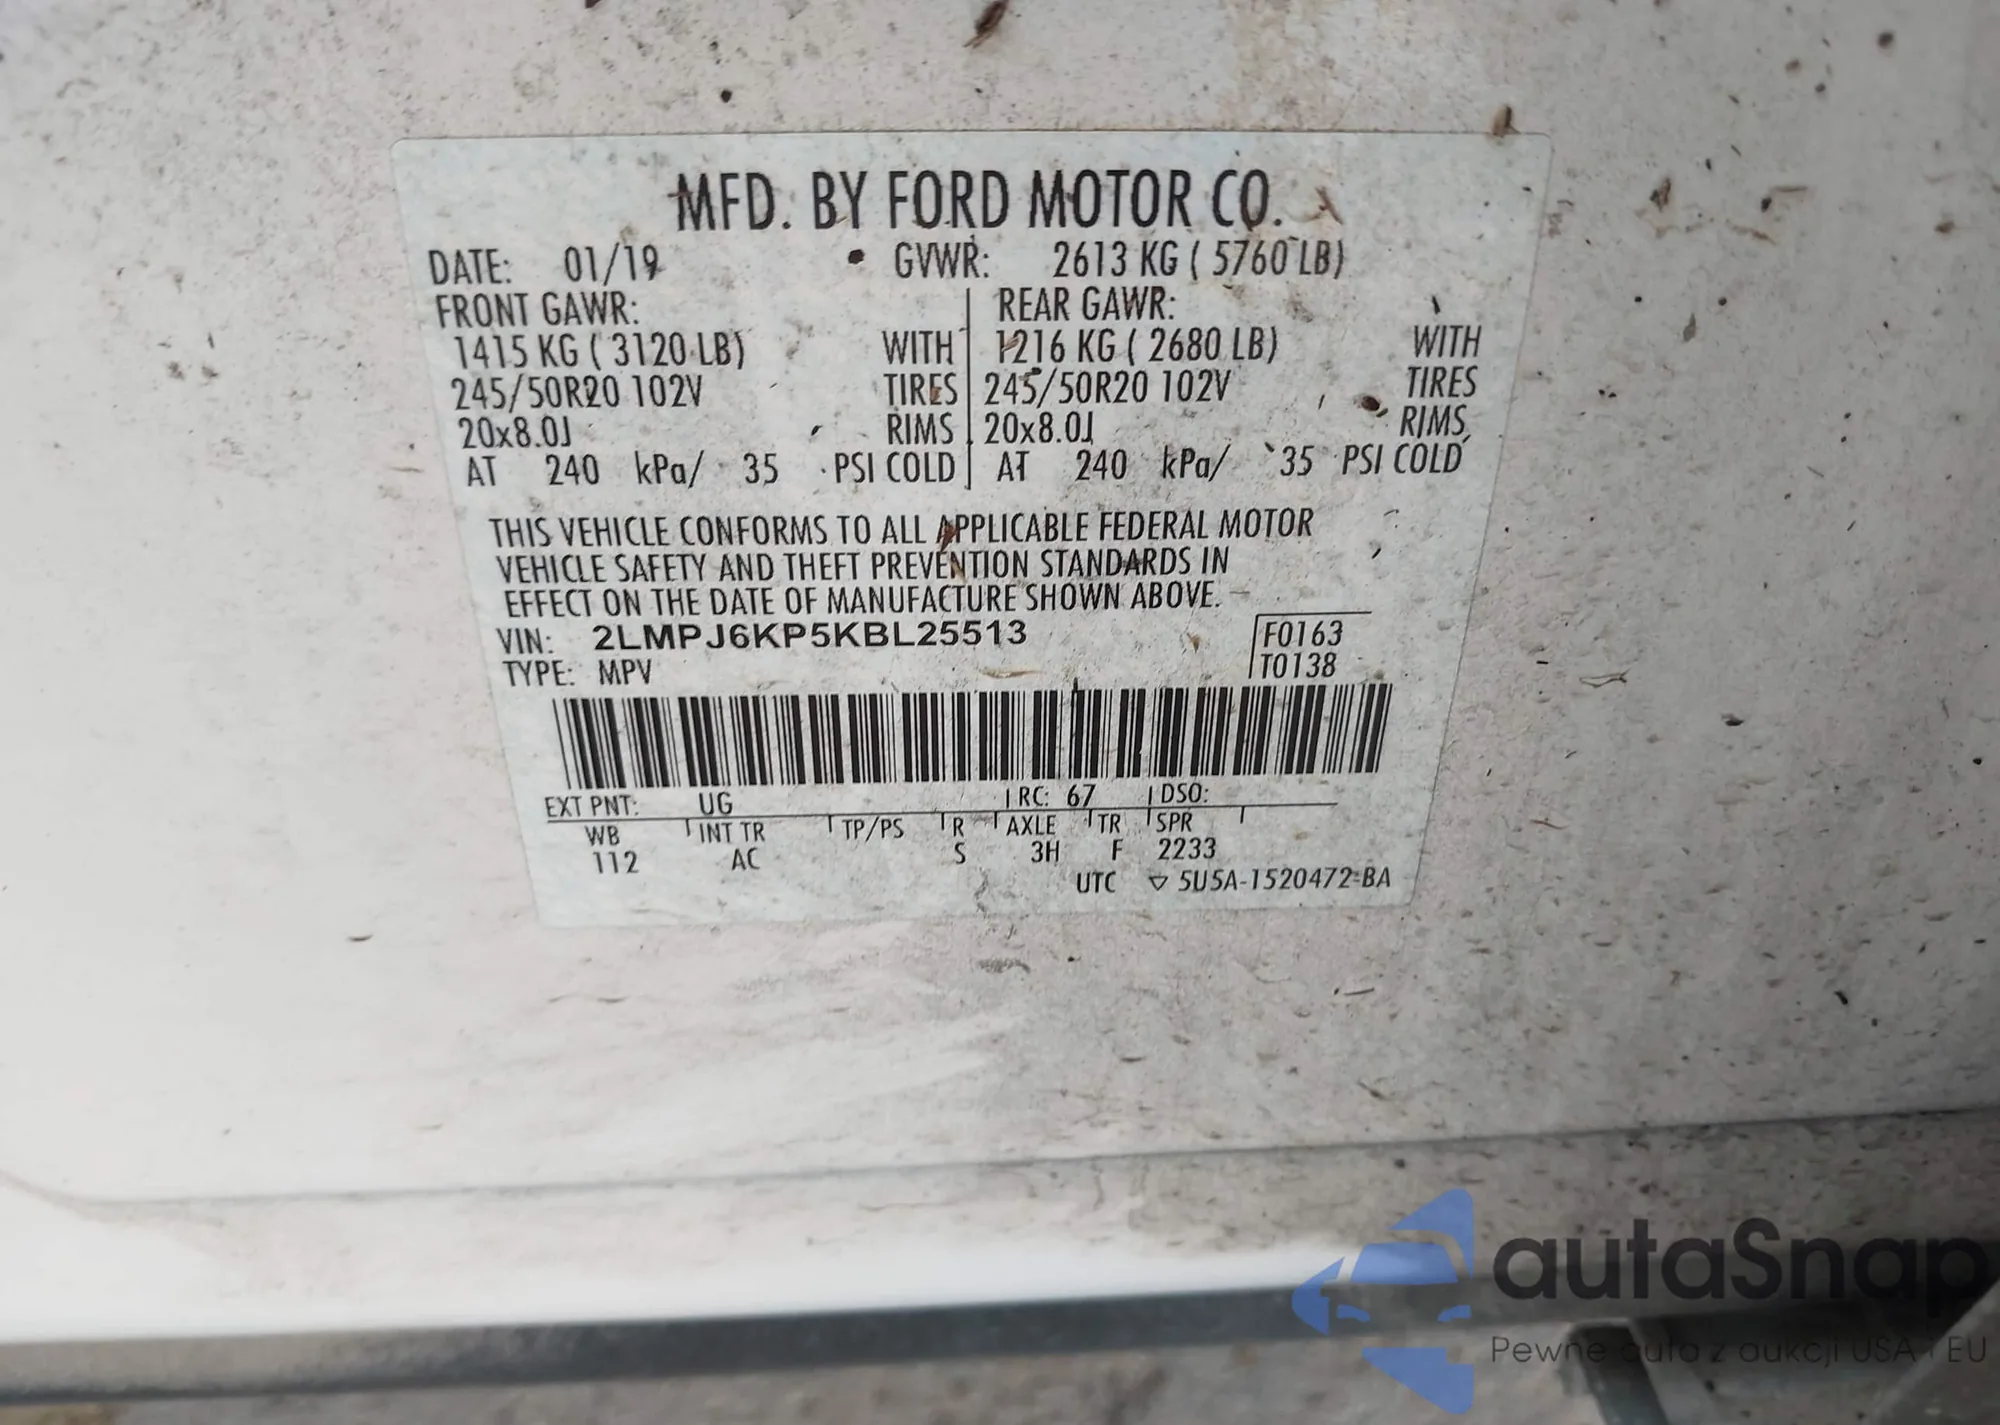 MFD. BY FORD MOTOR CO.
DATE: 01/19 GVWR: 2613 KG ( 5760 LB)
FRONT GAWR: REAR GAWR:
1415 KG ( 3120 LB) WITH 1216 KG ( 2680 LB) WITH
245/50R20 102V TIRES 245/50R20 102V TIRES
20x8.0J RIMS 20x8.0J RIMS
AT 240 kPa/ 35 PSI COLD AT 240 kPa/ 35 PSI COLD
THIS VEHICLE CONFORMS TO ALL APPLICABLE FEDERAL MOTOR
VEHICLE SAFETY AND THEFT PREVENTION STANDARDS IN
EFFECT ON THE DATE OF MANUFACTURE SHOWN ABOVE.
VIN: 2LMPJ6KP5KBL25513 F0163
TYPE: MPV T0138
EXT PNT: UG RC: 67 DSO:
WB INT TR TP/PS R AXLE TR SPR
112 AC S 3H F 2233
UTC ▽ 5U5A-1520472-BA
autaSnap
Pewne auta z aukcji USA i EU